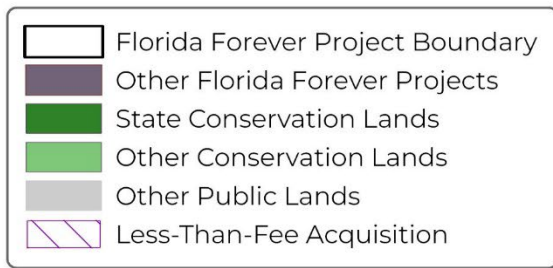 Florida Forever Project Boundary
Other Florida Forever Projects
State Conservation Lands
Other Conservation Lands
Other Public Lands
Less-Than-Fee Acquisition